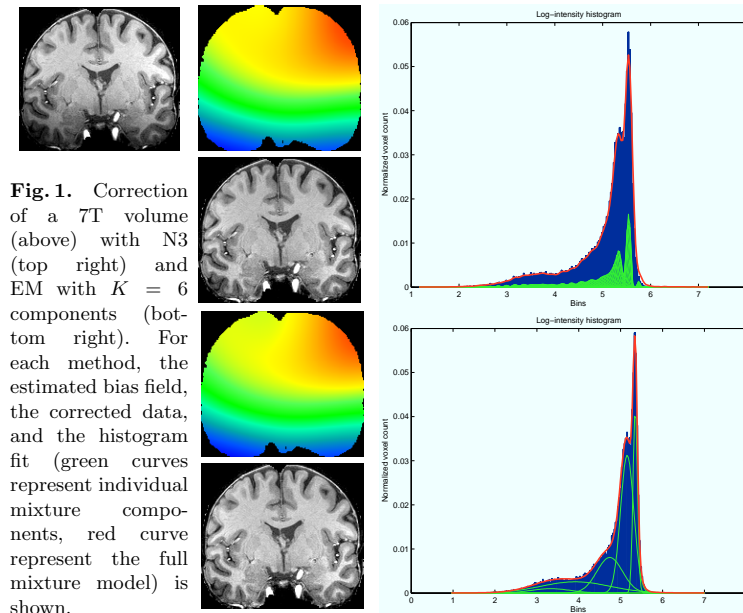 Fig. 1. Correction
of a 7T volume
(above) with N3
(top right) and
EM with K = 6
components (bot-
tom right). For
each method, the
estimated bias field,
the corrected data,
and the histogram
fit (green curves
represent individual
mixture compo-
nents, red curve
represent the full
mixture model) is
shown.
Log−intensity histogram
Normalized voxel count
0.06
0.05
0.04
0.03
0.02
0.01
0
1 2 3 4 5 6 7
Bins
Log−intensity histogram
Normalized voxel count
0.06
0.05
0.04
0.03
0.02
0.01
0
0 1 2 3 4 5 6 7
Bins